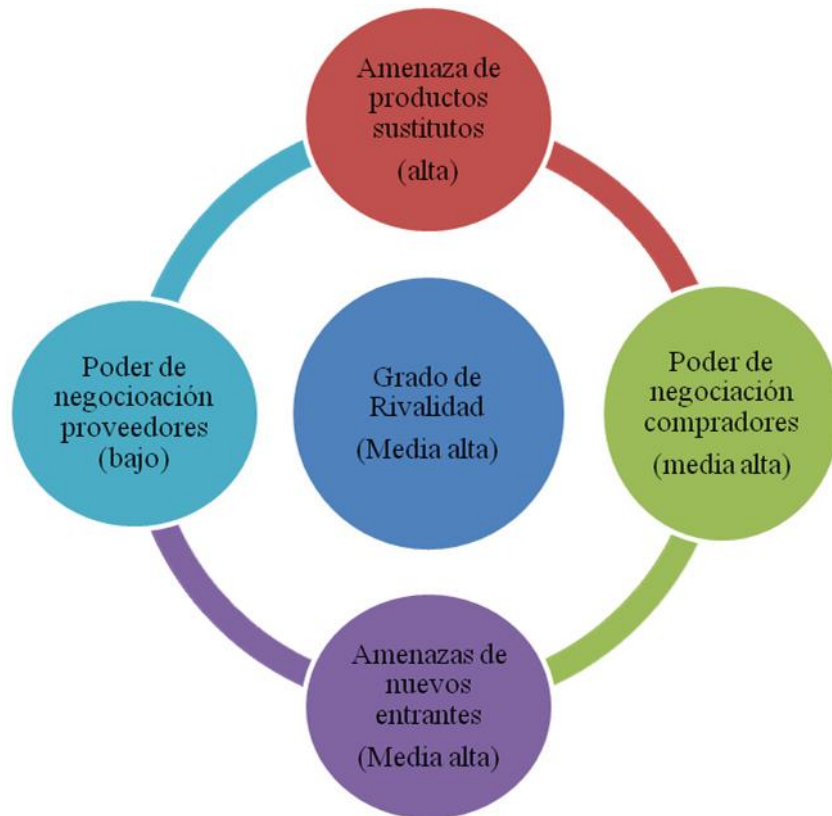 Amenaza de
productos
sustitutos
(alta)
Poder de
negocioación
proveedores
(bajo)
Grado de
Rivalidad
(Media alta)
Poder de
negociación
compradores
(media alta)
Amenazas de
nuevos
entrantes
(Media alta)